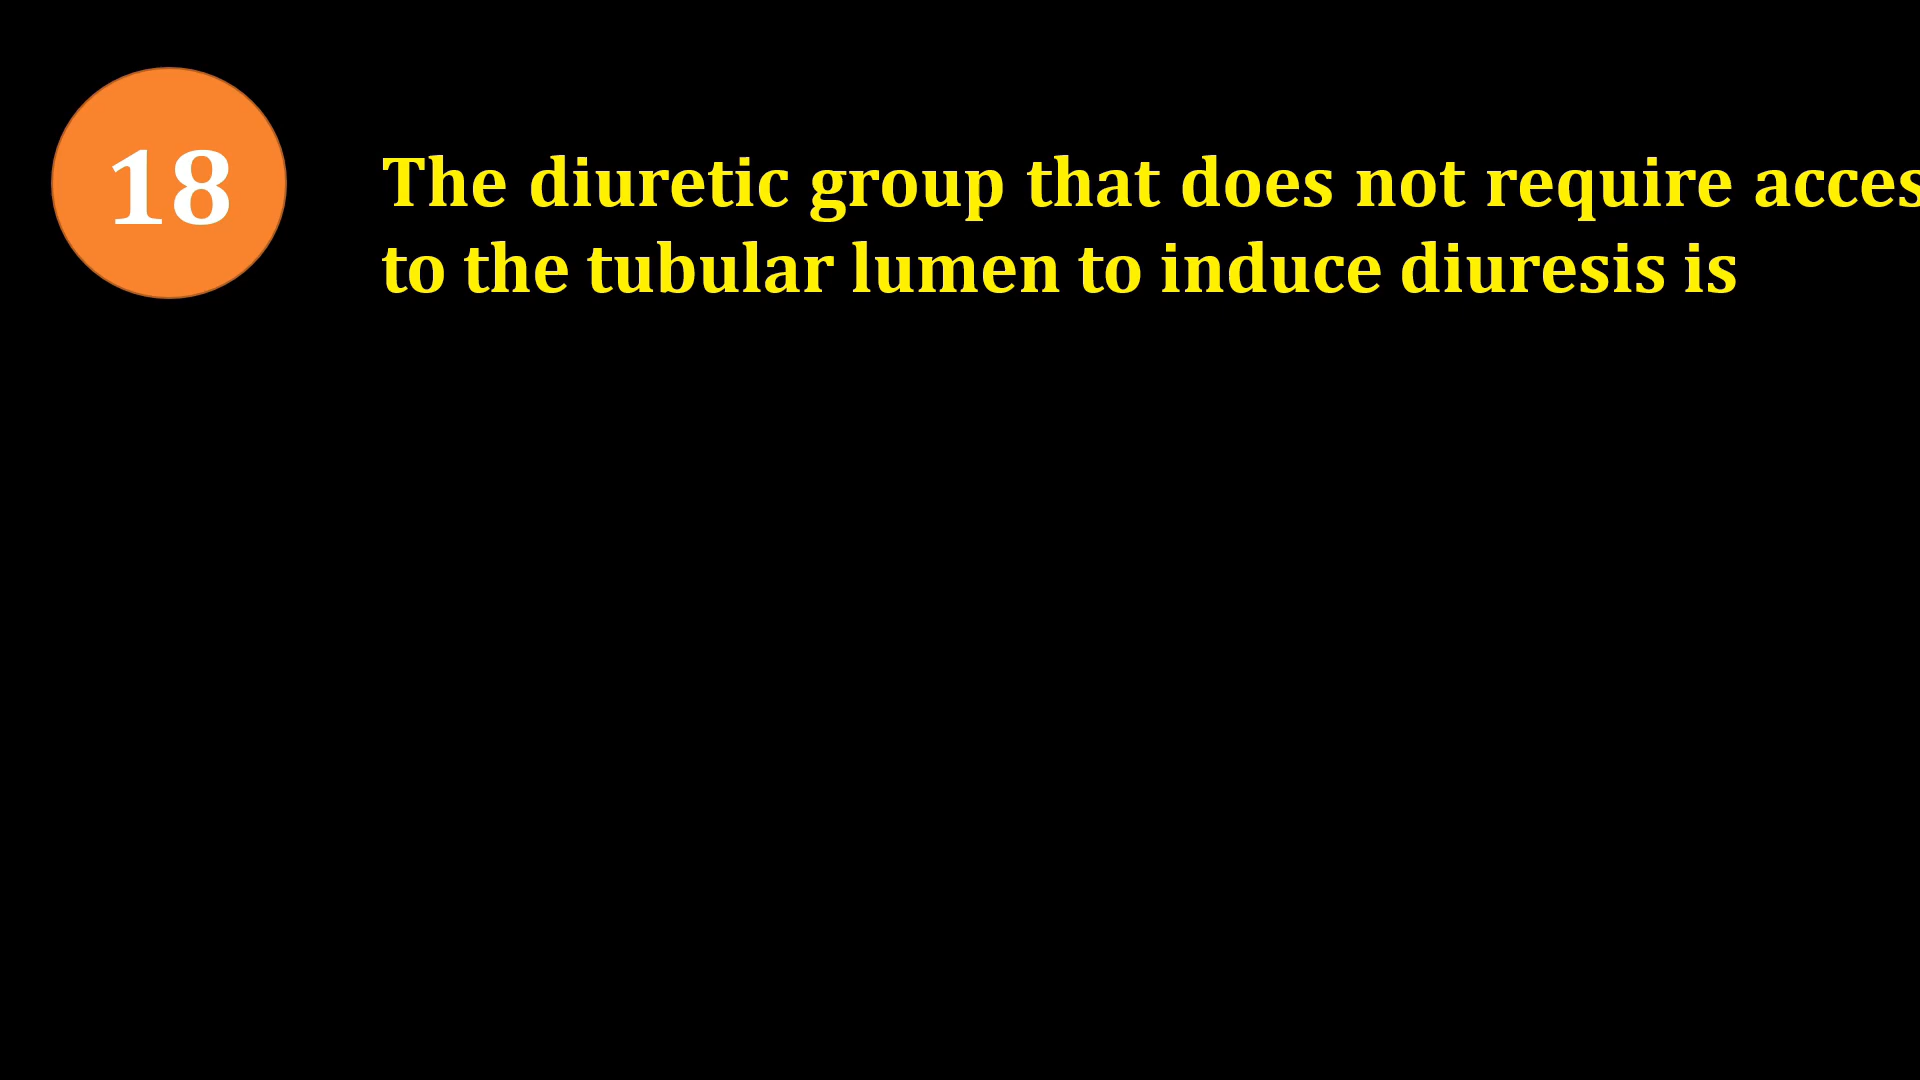 18
The diuretic group that does not require acces
to the tubular lumen to induce diuresis is